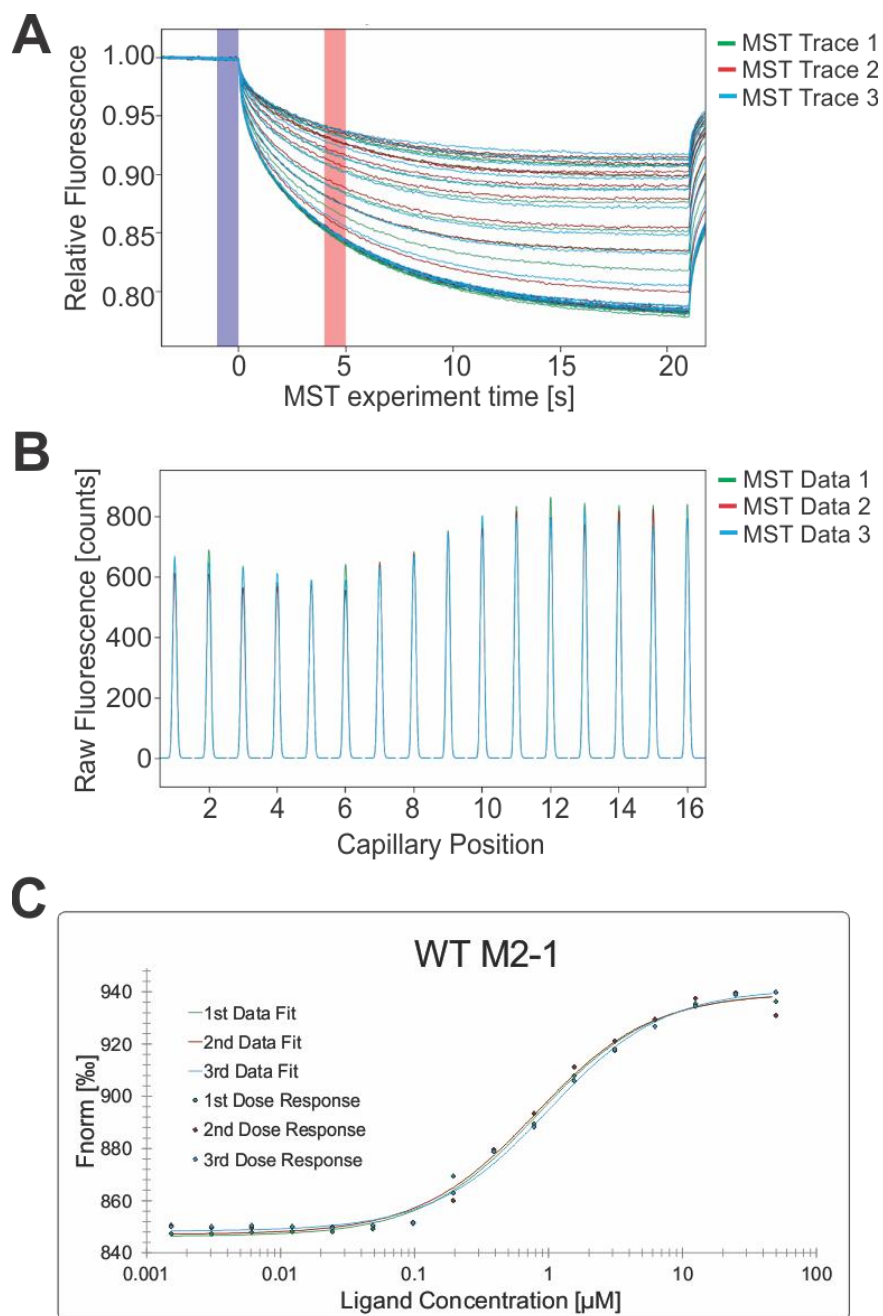 A
Relative Fluorescence
1.00
0.95
0.90
0.85
0.80
0
5
10
15
20
MST experiment time [s]
MST Trace 1
MST Trace 2
MST Trace 3
B
Raw Fluorescence [counts]
800
600
400
200
0
2
4
6
8
10
12
14
16
Capillary Position
MST Data 1
MST Data 2
MST Data 3
C
WT M2-1
Fnorm [‰]
940
920
900
880
860
840
1st Data Fit
2nd Data Fit
3rd Data Fit
1st Dose Response
2nd Dose Response
3rd Dose Response
0.001
0.01
0.1
1
10
100
Ligand Concentration [µM]